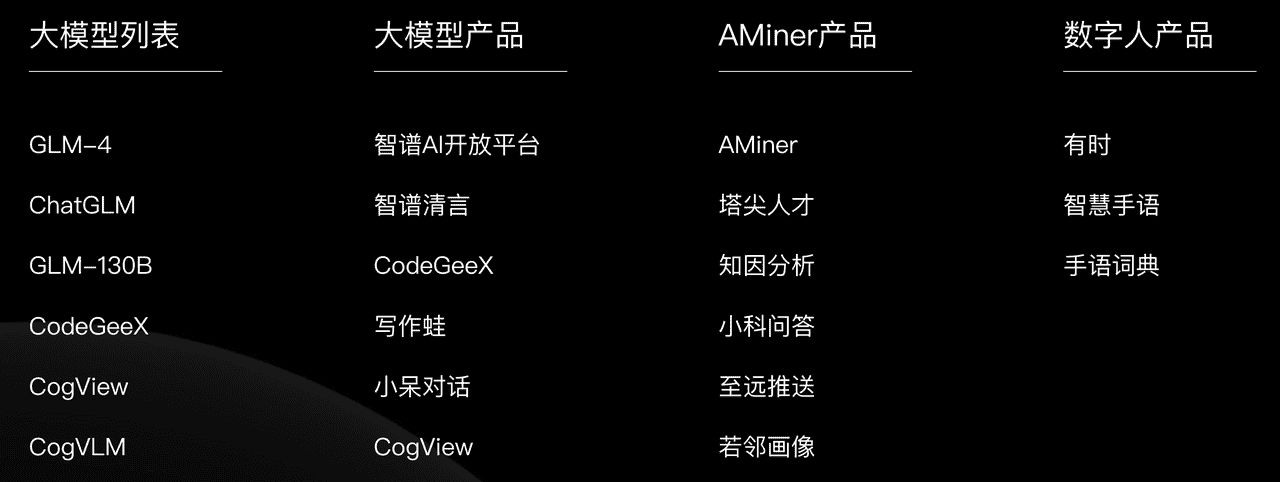 大模型列表
大模型产品
AMiner产品
数字人产品
GLM-4
智谱AI开放平台
AMiner
有时
ChatGLM
智谱清言
塔尖人才
智慧手语
GLM-130B
CodeGeeX
知因分析
手语词典
CodeGeeX
写作蛙
小科问答
CogView
小呆对话
至远推送
CogVLM
CogView
若邻画像